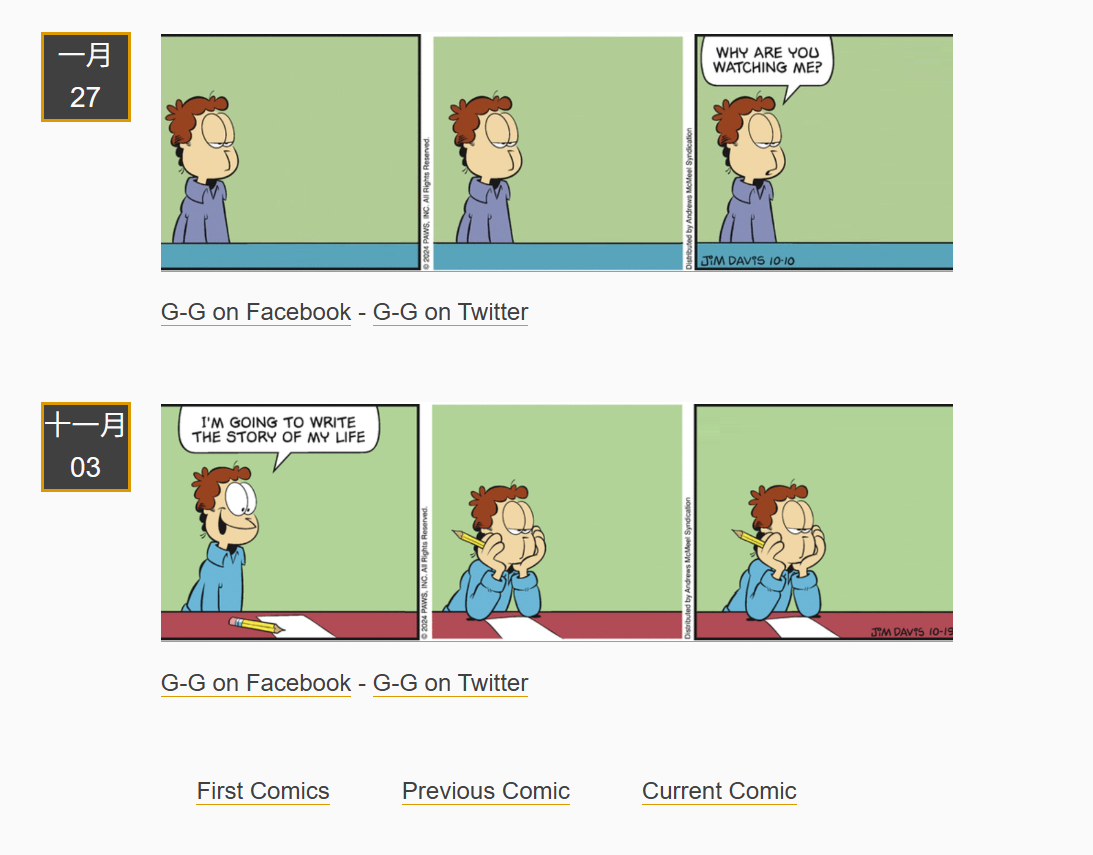 一月
27
WHY ARE YOU
WATCHING ME?
© 2024 PAWS, INC. All Rights Reserved.
Distributed by Andrews McMeel Syndication
JIM DAVIS 10-10
G-G on Facebook - G-G on Twitter
十一月
03
I'M GOING TO WRITE
THE STORY OF MY LIFE
© 2024 PAWS, INC. All Rights Reserved.
Distributed by Andrews McMeel Syndication
JIM DAVIS 10-19
G-G on Facebook - G-G on Twitter
First Comics Previous Comic Current Comic